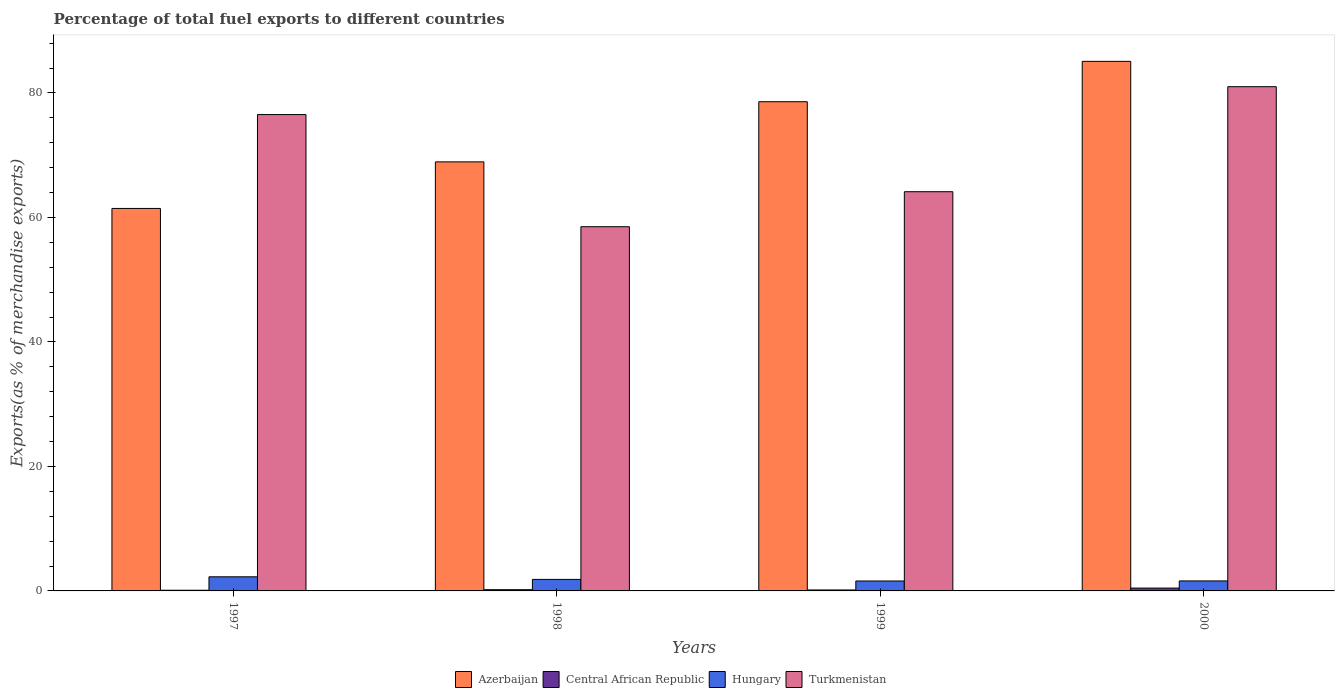 Percentage of total fuel exports to different countries
Exports(as % of merchandise exports)
80
60
40
20
0
1997
1998
1999
2000
Years
Azerbaijan
Central African Republic
Hungary
Turkmenistan